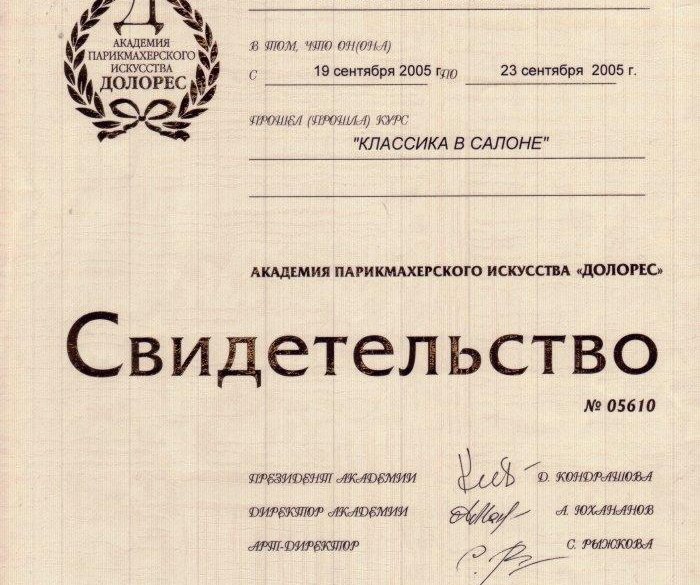 Д
АКАДЕМИЯ
ПАРИКМАХЕРСКОГО
ИСКУССТВА
ДОЛОРЕС
В ТОМ, ЧТО ОН(ОНА)
С 19 сентября 2005 г. ПО 23 сентября 2005 г.
ПРОШЕЛ (ПРОШЛА) КУРС
"КЛАССИКА В САЛОНЕ"
АКАДЕМИЯ ПАРИКМАХЕРСКОГО ИСКУССТВА «ДОЛОРЕС»
Свидетельство
№ 05610
ПРЕЗИДЕНТ АКАДЕМИИ Д. КОНДРАШОВА
ДИРЕКТОР АКАДЕМИИ А. ЮХАНАНОВ
АРТ-ДИРЕКТОР С. РЫЖКОВА